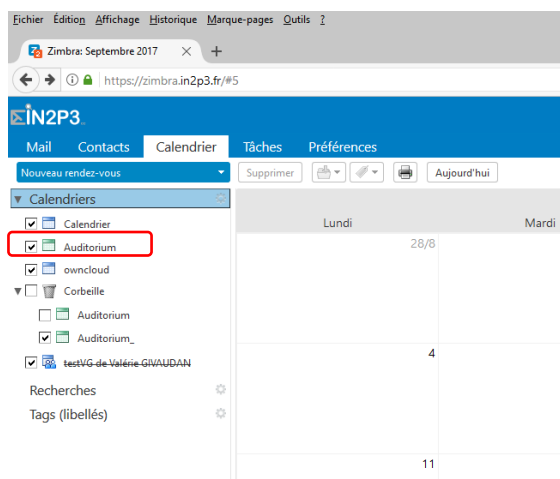 Fichier Édition Affichage Historique Marque-pages Outils ?
Zimbra: Septembre 2017
https://zimbra.in2p3.fr/#5
IN2P3
Mail Contacts Calendrier Tâches Préférences
Nouveau rendez-vous Supprimer Aujourd'hui
Calendriers
Lundi Mardi
Calendrier
28/8
Auditorium
owncloud
Corbeille
Auditorium
Auditorium_
4
testVG de Valérie GIVAUDAN
Recherches
Tags (libellés)
11